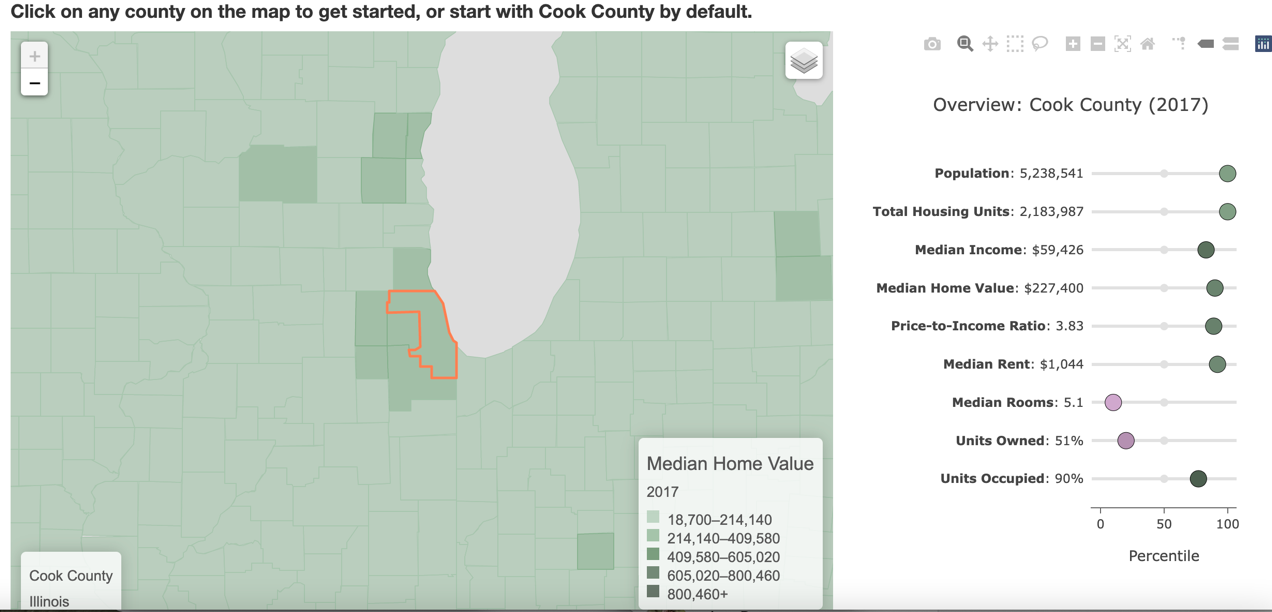 Click on any county on the map to get started, or start with Cook County by default.
+
−
Overview: Cook County (2017)
Population: 5,238,541
Total Housing Units: 2,183,987
Median Income: $59,426
Median Home Value: $227,400
Price-to-Income Ratio: 3.83
Median Rent: $1,044
Median Rooms: 5.1
Units Owned: 51%
Units Occupied: 90%
0 50 100
Percentile
Median Home Value
2017
18,700–214,140
214,140–409,580
409,580–605,020
605,020–800,460
800,460+
Cook County
Illinois